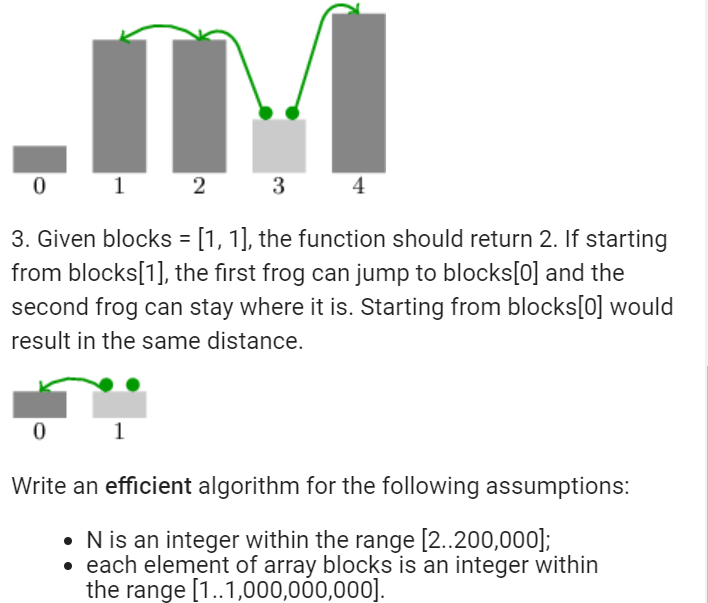 0 1 2 3 4
3. Given blocks = [1, 1], the function should return 2. If starting
from blocks[1], the first frog can jump to blocks[0] and the
second frog can stay where it is. Starting from blocks[0] would
result in the same distance.
0 1
Write an efficient algorithm for the following assumptions:
• N is an integer within the range [2..200,000];
• each element of array blocks is an integer within
the range [1..1,000,000,000].